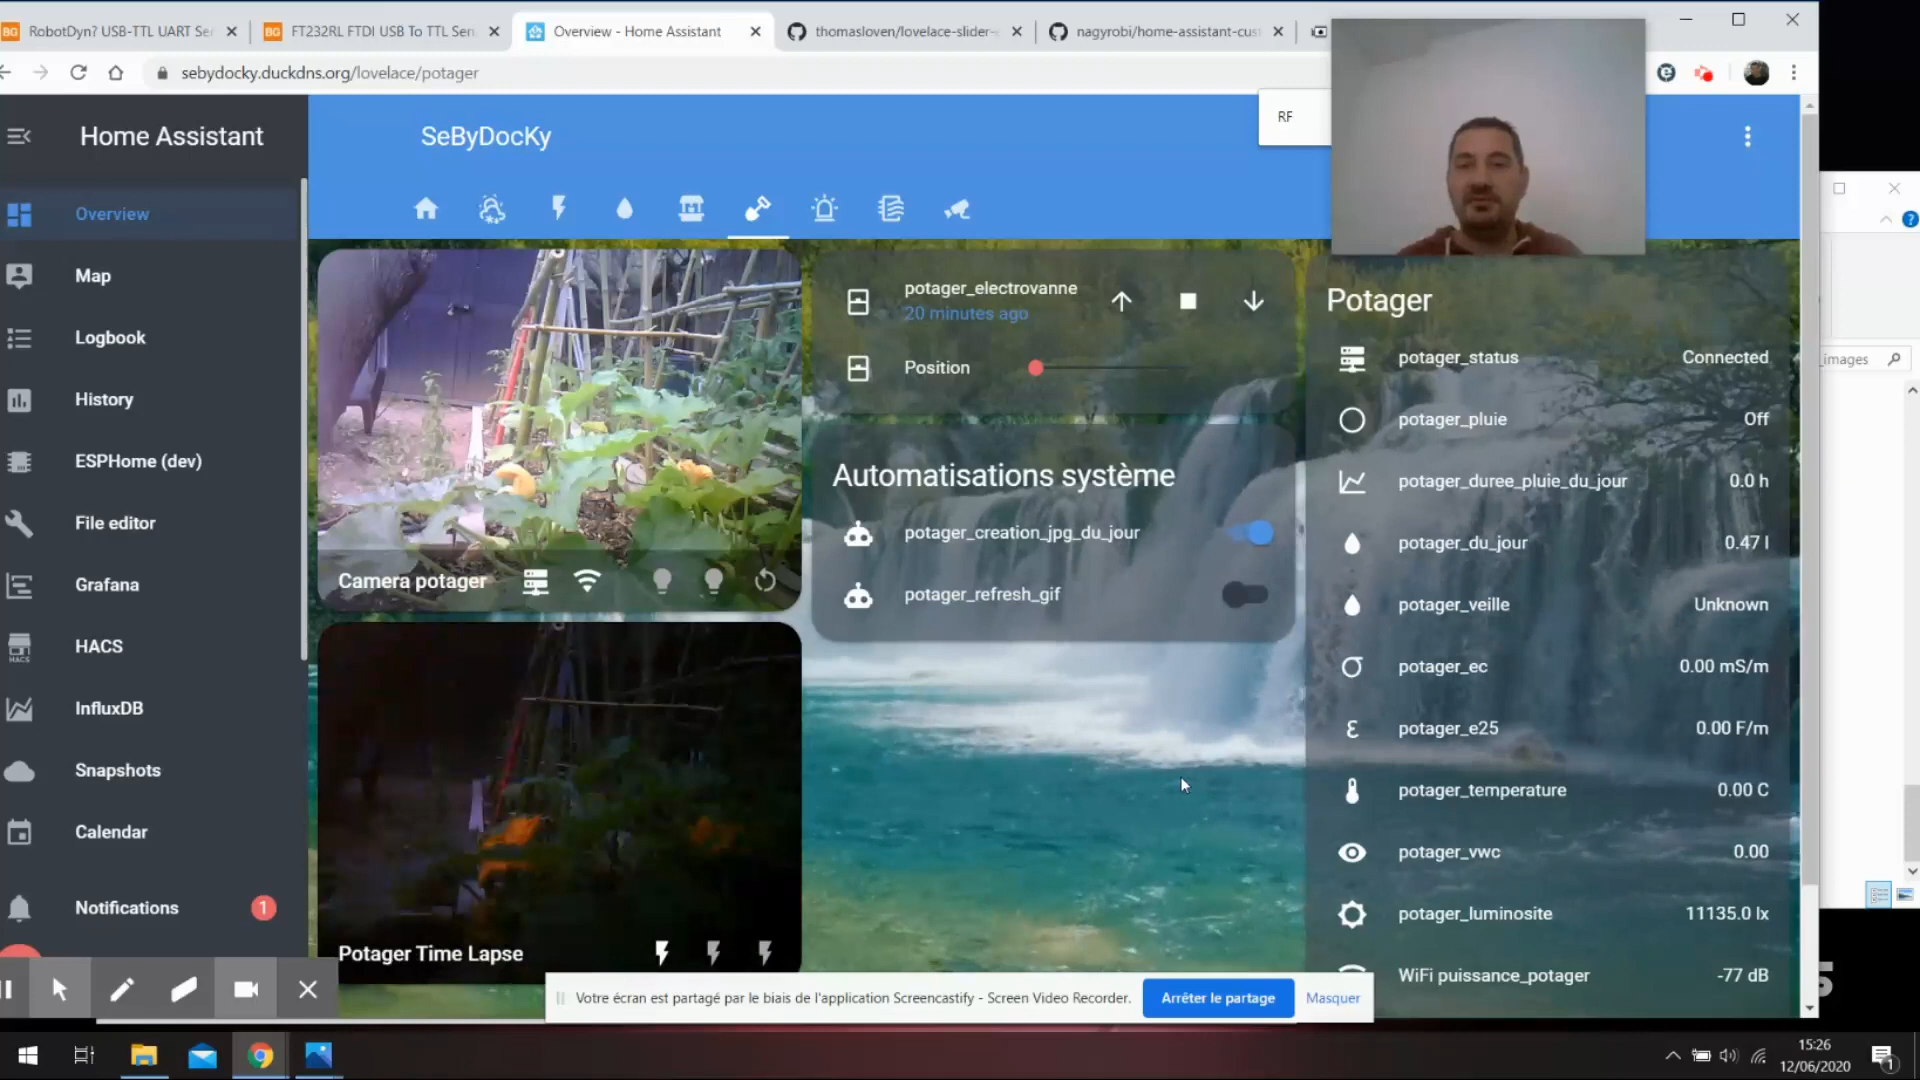 RobotDyn? USB-TTL UART Se
FT232RL FTDI USB To TTL Seri
Overview - Home Assistant
thomasloven/lovelace-slider-
nagyrobi/home-assistant-cus
sebydocky.duckdns.org/lovelace/potager
RF
Home Assistant
SeByDocKy
Overview
Map
Logbook
History
ESPHome (dev)
File editor
Grafana
HACS
HACS
InfluxDB
Snapshots
Calendar
Notifications
1
Camera potager
Potager Time Lapse
potager_electrovanne
20 minutes ago
Position
Automatisations système
potager_creation_jpg_du_jour
potager_refresh_gif
Potager
potager_status Connected
potager_pluie Off
potager_duree_pluie_du_jour 0.0 h
potager_du_jour 0.47 l
potager_veille Unknown
potager_ec 0.00 mS/m
ε potager_e25 0.00 F/m
potager_temperature 0.00 C
potager_vwc 0.00
potager_luminosite 11135.0 lx
WiFi puissance_potager -77 dB
_images
Votre écran est partagé par le biais de l'application Screencastify - Screen Video Recorder.
Arrêter le partage
Masquer
15:26
12/06/2020
1